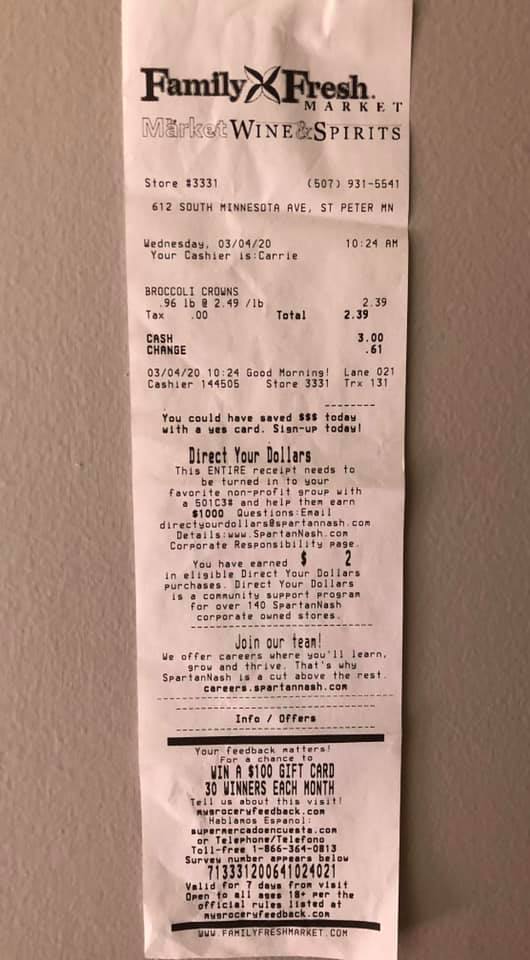 Family Fresh.
MARKET
Market WINE & SPIRITS
Store #3331 (507) 931-5541
612 SOUTH MINNESOTA AVE, ST PETER MN
Wednesday, 03/04/20 10:24 AM
Your Cashier is:Carrie
BROCCOLI CROWNS
.96 lb @ 2.49 /lb 2.39
Tax .00 Total 2.39
CASH 3.00
CHANGE .61
03/04/20 10:24 Good Morning! Lane 021
Cashier 144505 Store 3331 Trx 131
--------
You could have saved $$$ today
with a yes card. Sign-up today!
Direct Your Dollars
This ENTIRE receipt needs to
be turned in to your
favorite non-profit group with
a 501C3# and help them earn
$1000 Questions:Email
directyourdollars@spartannash.com
Details:www.SpartanNash.com
Corporate Responsibility page.
You have earned $ 2
in eligible Direct Your Dollars
purchases. Direct Your Dollars
is a community support program
for over 140 SpartanNash
corporate owned stores.
Join our team!
We offer careers where you'll learn,
grow and thrive. That's why
SpartanNash is a cut above the rest.
careers.spartannash.com
Info / Offers
Your feedback matters!
For a chance to
WIN A $100 GIFT CARD
30 WINNERS EACH MONTH
Tell us about this visit!
mygroceryfeedback.com
Hablamos Espanol:
supermercadoencuesta.com
or Telephone/Telefono
Toll-free 1-866-364-0813
Survey number appears below
713331200641024021
Valid for 7 days from visit
Open to all ages 18+ per the
official rules listed at
mygroceryfeedback.com
WWW.FAMILYFRESHMARKET.COM